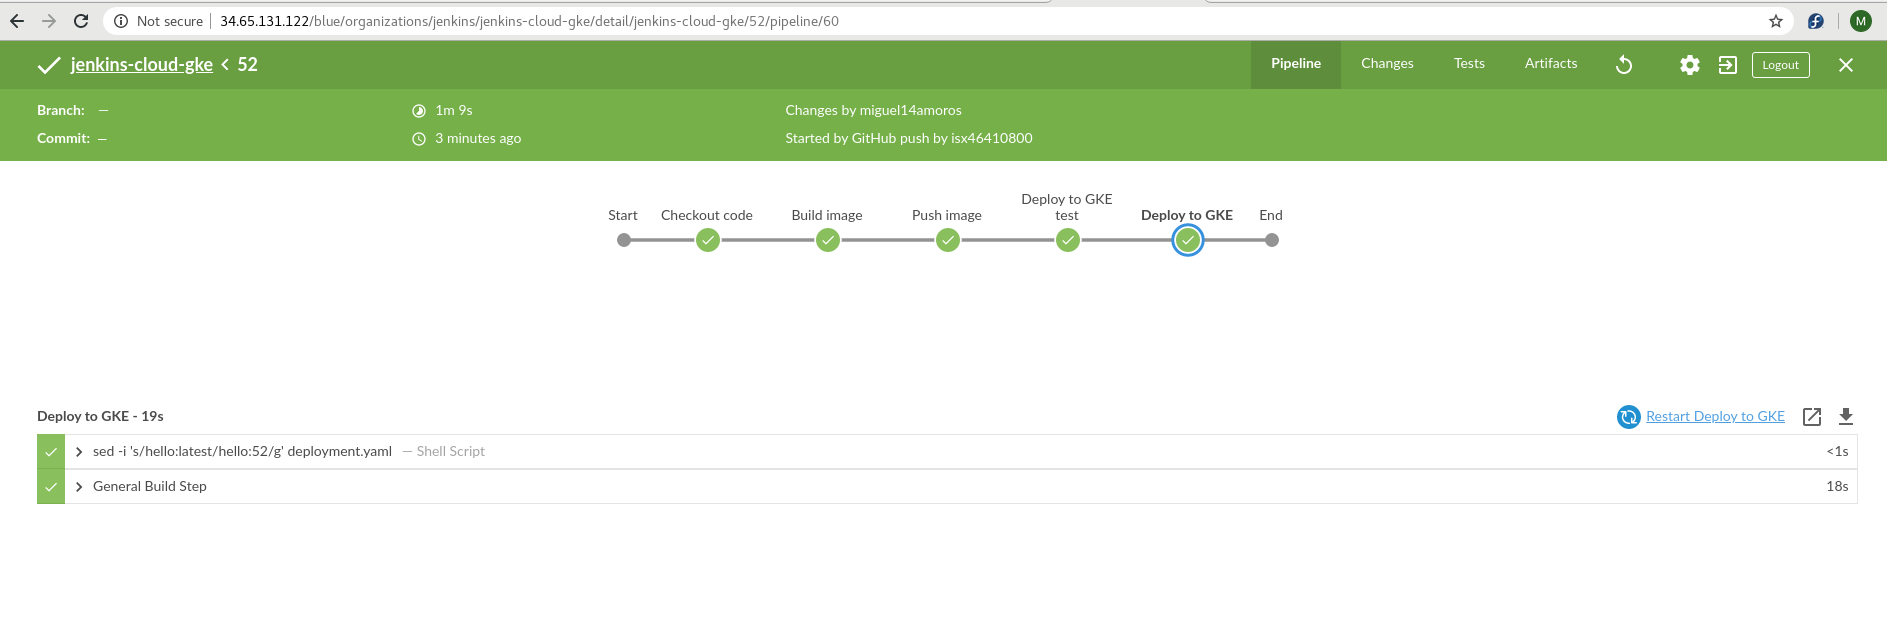 Not secure | 34.65.131.122/blue/organizations/jenkins/jenkins-cloud-gke/detail/jenkins-cloud-gke/52/pipeline/60
M
jenkins-cloud-gke < 52
Pipeline Changes Tests Artifacts Logout
Branch: —
1m 9s
Changes by miguel14amoros
Commit: —
3 minutes ago
Started by GitHub push by isx46410800
Start Checkout code Build image Push image Deploy to GKE test Deploy to GKE End
Deploy to GKE - 19s
Restart Deploy to GKE
sed -i 's/hello:latest/hello:52/g' deployment.yaml — Shell Script <1s
General Build Step 18s